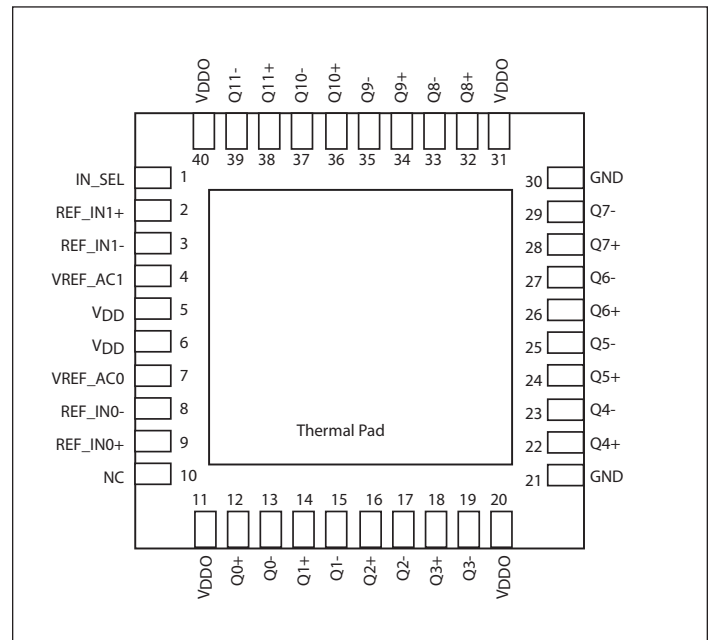 VDDO Q11- Q11+ Q10- Q10+ Q9- Q9+ Q8- Q8+ VDDO
40 39 38 37 36 35 34 33 32 31
IN_SEL 1
REF_IN1+ 2
REF_IN1- 3
VREF_AC1 4
VDD 5
VDD 6
VREF_AC0 7
REF_IN0- 8
REF_IN0+ 9
NC 10
30 GND
29 Q7-
28 Q7+
27 Q6-
26 Q6+
25 Q5-
24 Q5+
23 Q4-
22 Q4+
21 GND
Thermal Pad
11 12 13 14 15 16 17 18 19 20
VDDO Q0+ Q0- Q1+ Q1- Q2+ Q2- Q3+ Q3- VDDO